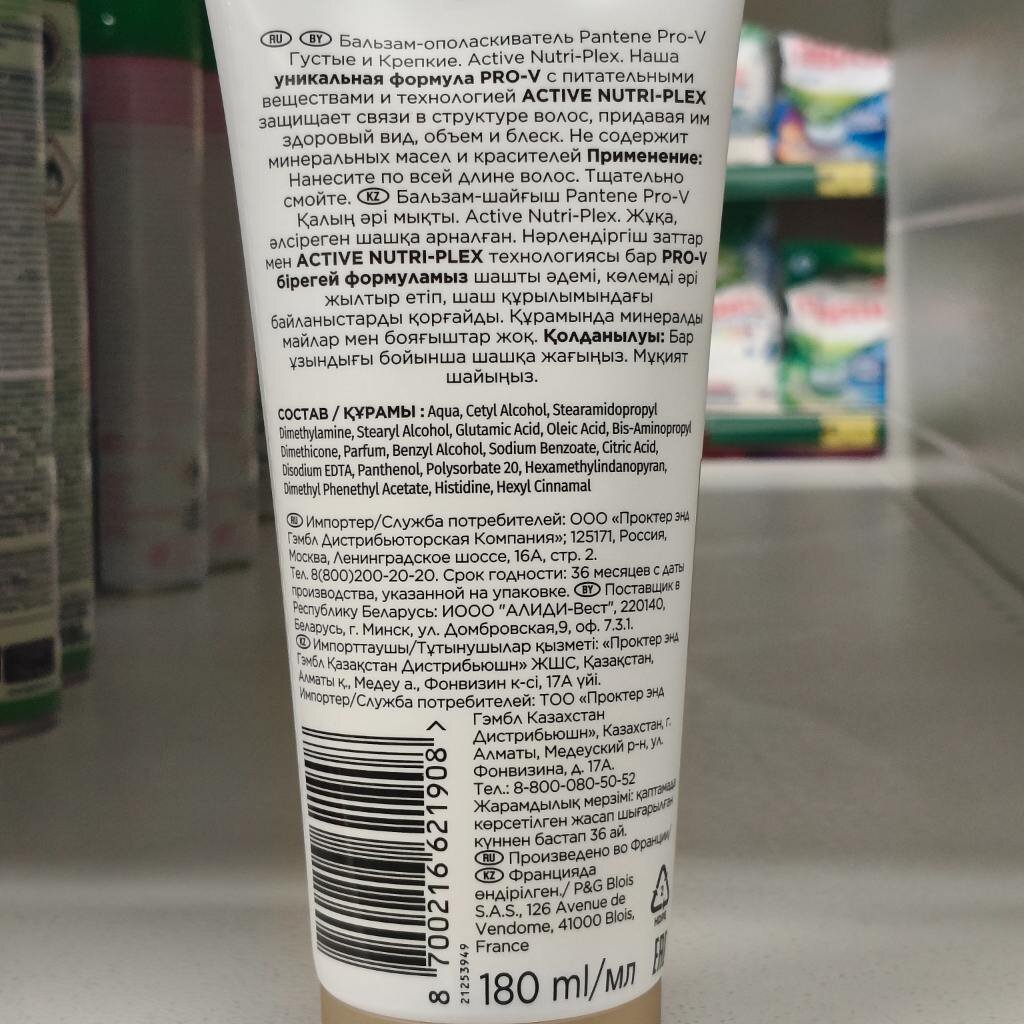 RU BY Бальзам-ополаскиватель Pantene Pro-V
Густые и Крепкие. Active Nutri-Plex. Наша
уникальная формула PRO-V с питательными
веществами и технологией ACTIVE NUTRI-PLEX
защищает связи в структуре волос, придавая им
здоровый вид, объем и блеск. Не содержит
минеральных масел и красителей Применение:
Нанесите по всей длине волос. Тщательно
смойте. KZ Бальзам-шайғыш Pantene Pro-V
Қалың әрі мықты. Active Nutri-Plex. Жұқа,
әлсіреген шашқа арналған. Нәрлендіргіш заттар
мен ACTIVE NUTRI-PLEX технологиясы бар PRO-V
бірегей формуламыз шашты әдемі, көлемді әрі
жылтыр етіп, шаш құрылымындағы
байланыстарды қорғайды. Құрамында минералды
майлар мен бояғыштар жоқ. Қолданылуы: Бар
ұзындығы бойынша шашқа жағыңыз. Мұқият
шайыңыз.
СОСТАВ / ҚҰРАМЫ : Aqua, Cetyl Alcohol, Stearamidopropyl
Dimethylamine, Stearyl Alcohol, Glutamic Acid, Oleic Acid, Bis-Aminopropyl
Dimethicone, Parfum, Benzyl Alcohol, Sodium Benzoate, Citric Acid,
Disodium EDTA, Panthenol, Polysorbate 20, Hexamethylindanopyran,
Dimethyl Phenethyl Acetate, Histidine, Hexyl Cinnamal
RU Импортер/Служба потребителей: ООО «Проктер энд
Гэмбл Дистрибьюторская Компания»; 125171, Россия,
Москва, Ленинградское шоссе, 16А, стр. 2.
Тел. 8(800)200-20-20. Срок годности: 36 месяцев с даты
производства, указанной на упаковке. BY Поставщик в
Республику Беларусь: ИООО "АЛИДИ-Вест", 220140,
Беларусь, г. Минск, ул. Домбровская,9, оф. 7.3.1.
KZ Импорттаушы/Тұтынушылар қызметі: «Проктер энд
Гэмбл Қазақстан Дистрибьюшн» ЖШС, Қазақстан,
Алматы қ., Медеу а., Фонвизин к-сі, 17А үйі.
Импортер/Служба потребителей: ТОО «Проктер энд
Гэмбл Казахстан
Дистрибьюшн», Казахстан, г.
Алматы, Медеуский р-н, ул.
Фонвизина, д. 17А.
Тел.: 8-800-080-50-52
Жарамдылық мерзімі: қаптамада
көрсетілген жасап шығарылған
күннен бастап 36 ай.
RU Произведено во Франции/
KZ Францияда
өндірілген./ P&G Blois
S.A.S., 126 Avenue de
Vendome, 41000 Blois,
France
8 700216 621908 >
21253949
180 ml/мл
2
HDPE
EAC